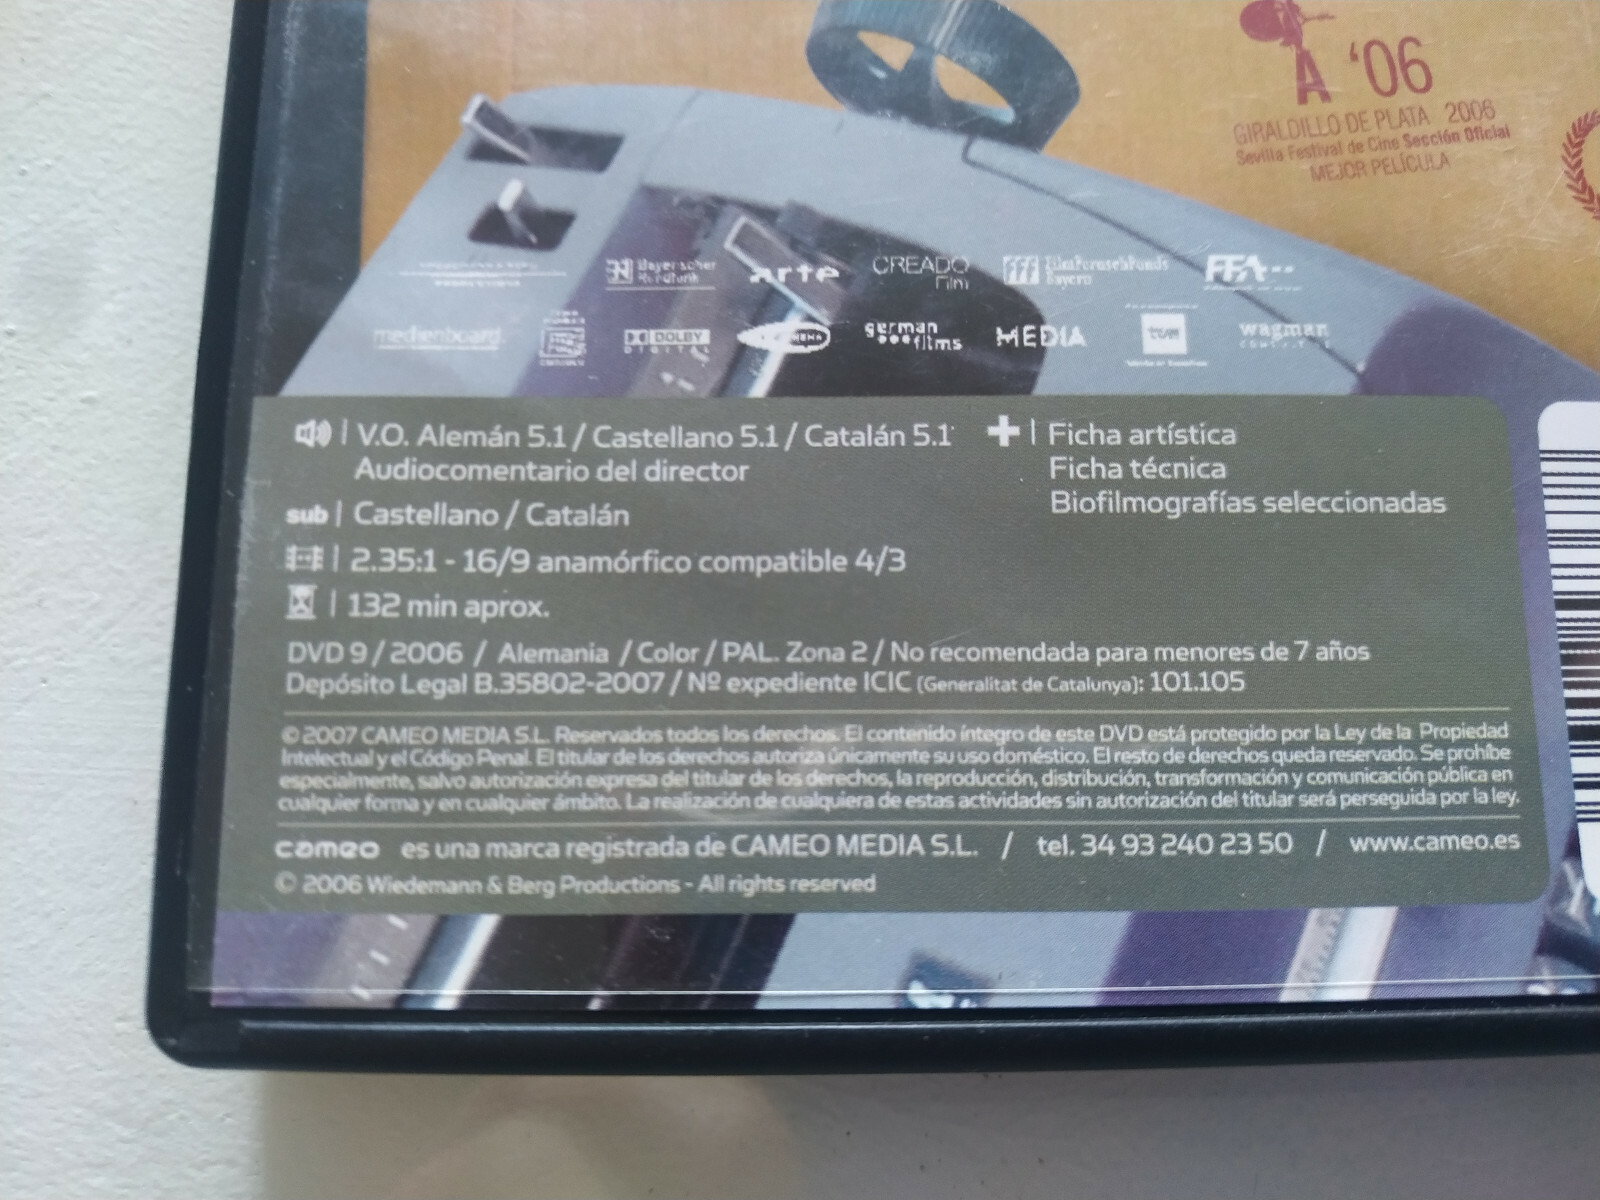 '06
GIRALDILLO DE PLATA 2006
Sevilla Festival de Cine Sección Oficial
MEJOR PELÍCULA
Bayerischer Rundfunk
arte
CREADO Film
fff FilmFernsehFonds Bayern
FFA
medienboard
DOLBY DIGITAL
german films
MEDIA
wagman
V.O. Alemán 5.1 / Castellano 5.1 / Catalán 5.1
Audiocomentario del director
sub | Castellano / Catalán
2.35:1 - 16/9 anamórfico compatible 4/3
132 min aprox.
Ficha artística
Ficha técnica
Biofilmografías seleccionadas
DVD 9 / 2006 / Alemania / Color / PAL. Zona 2 / No recomendada para menores de 7 años
Depósito Legal B.35802-2007 / Nº expediente ICIC (Generalitat de Catalunya): 101.105
© 2007 CAMEO MEDIA S.L. Reservados todos los derechos. El contenido íntegro de este DVD está protegido por la Ley de la Propiedad
Intelectual y el Código Penal. El titular de los derechos autoriza únicamente su uso doméstico. El resto de derechos queda reservado. Se prohíbe
especialmente, salvo autorización expresa del titular de los derechos, la reproducción, distribución, transformación y comunicación pública en
cualquier forma y en cualquier ámbito. La realización de cualquiera de estas actividades sin autorización del titular será perseguida por la ley.
cameo es una marca registrada de CAMEO MEDIA S.L. / tel. 34 93 240 23 50 / www.cameo.es
© 2006 Wiedemann & Berg Productions - All rights reserved